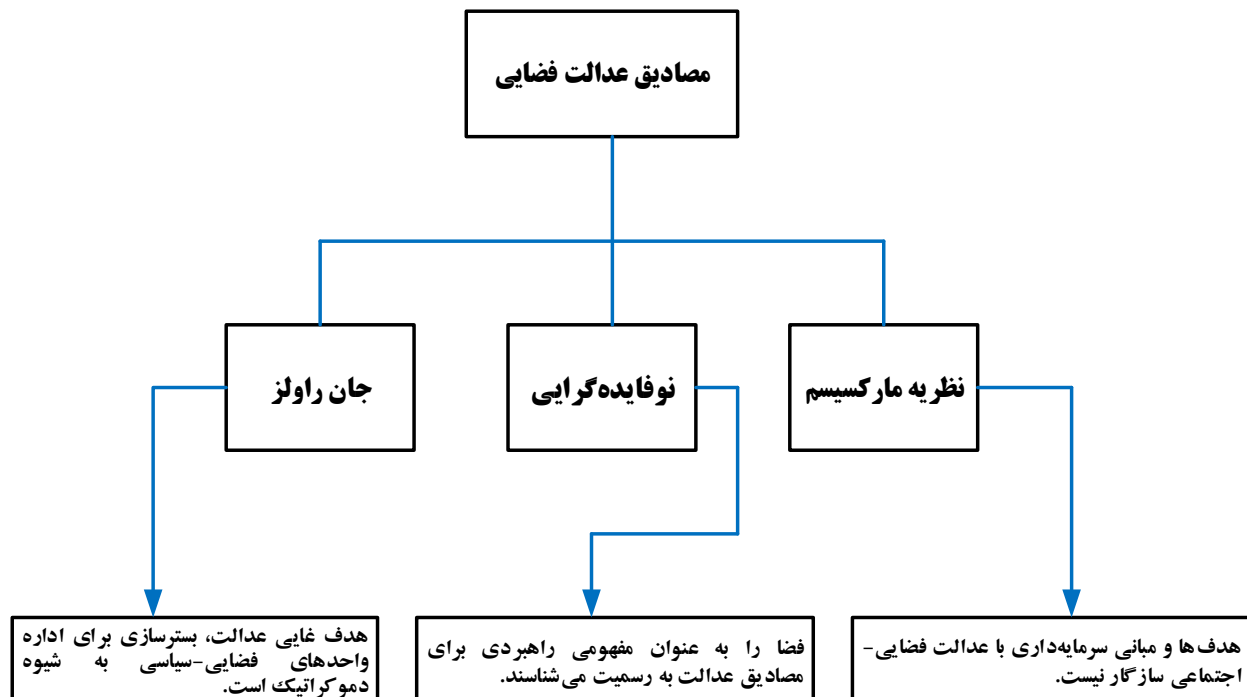 مصادیق عدالت فضایی
نظریه مارکسیسم
نوفایده‌گرایی
جان راولز
هدف‌ها و مبانی سرمایه‌داری با عدالت فضایی-
اجتماعی سازگار نیست.
فضا را به عنوان مفهومی راهبردی برای
مصادیق عدالت به رسمیت می‌شناسند.
هدف غایی عدالت، بسترسازی برای اداره
واحدهای فضایی-سیاسی به شیوه
دموکراتیک است.